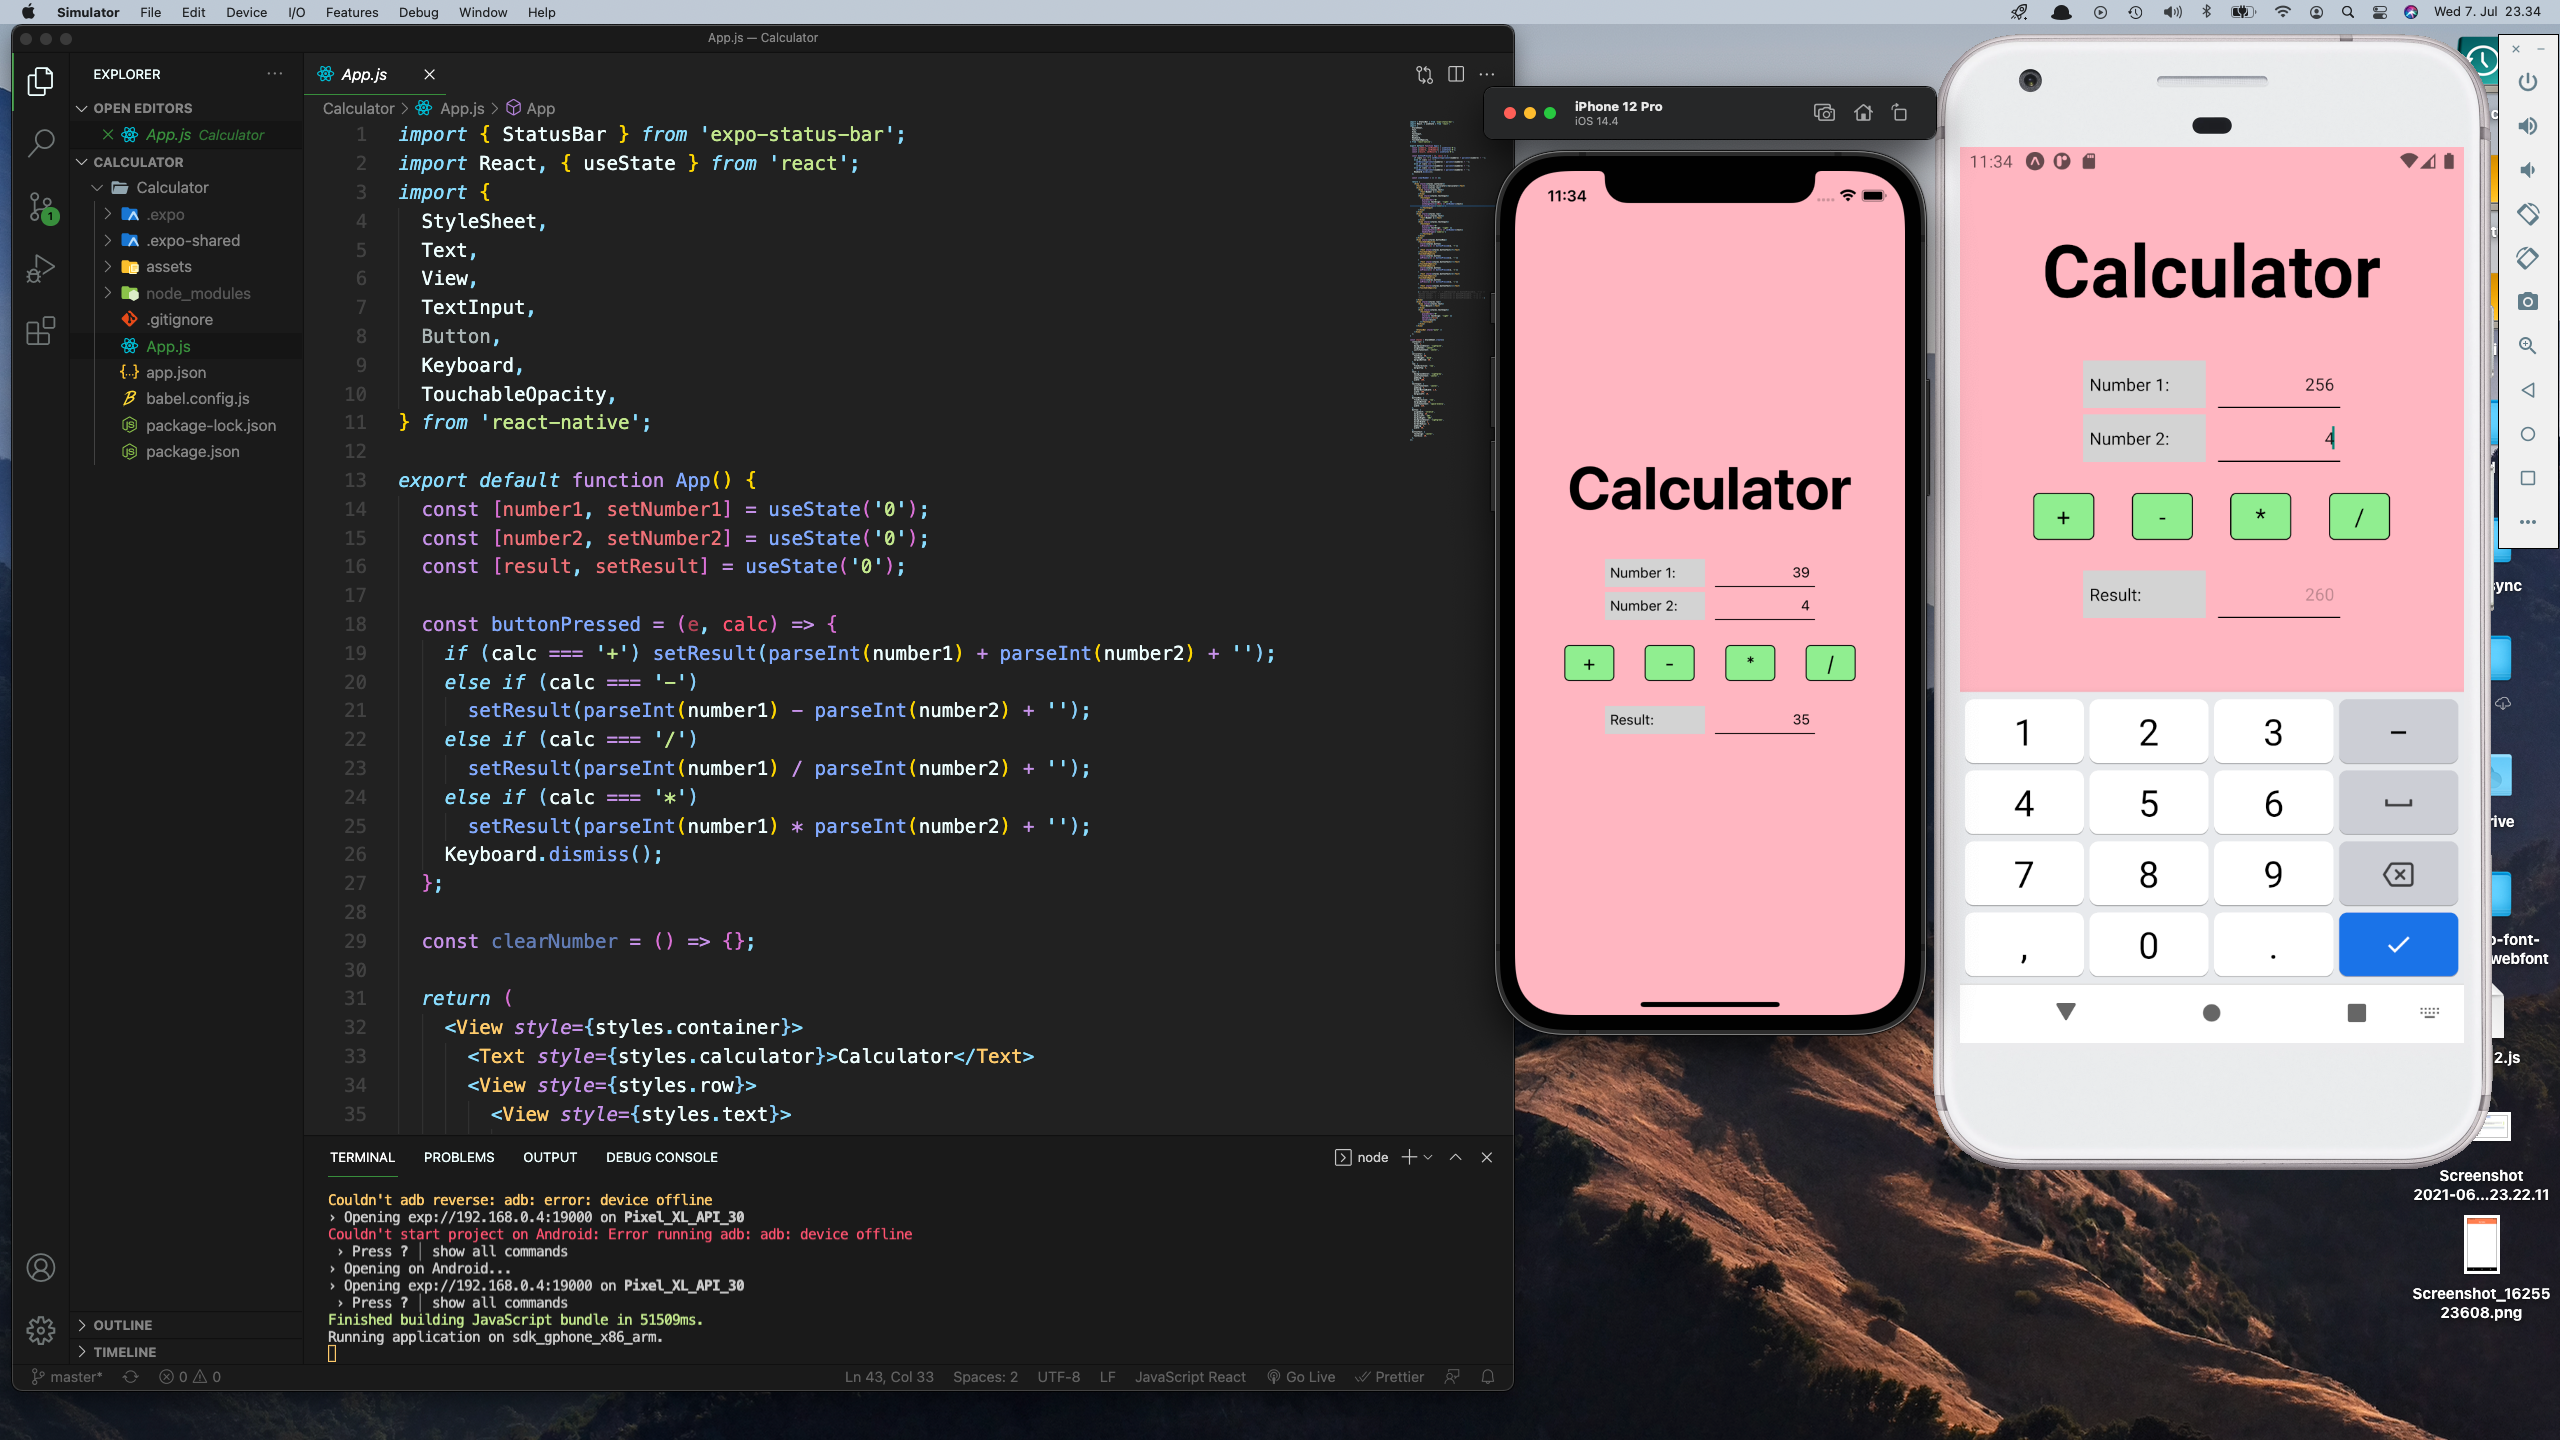 Simulator File Edit Device I/O Features Debug Window Help
Wed 7. Jul 23.34
App.js — Calculator
EXPLORER
OPEN EDITORS
App.js Calculator
CALCULATOR
Calculator
.expo
.expo-shared
assets
node_modules
.gitignore
App.js
app.json
babel.config.js
package-lock.json
package.json
OUTLINE
TIMELINE
1
App.js
Calculator > App.js > App
1 import { StatusBar } from 'expo-status-bar';
2 import React, { useState } from 'react';
3 import {
4 StyleSheet,
5 Text,
6 View,
7 TextInput,
8 Button,
9 Keyboard,
10 TouchableOpacity,
11 } from 'react-native';
12
13 export default function App() {
14 const [number1, setNumber1] = useState('0');
15 const [number2, setNumber2] = useState('0');
16 const [result, setResult] = useState('0');
17
18 const buttonPressed = (e, calc) => {
19 if (calc === '+') setResult(parseInt(number1) + parseInt(number2) + '');
20 else if (calc === '-')
21 setResult(parseInt(number1) - parseInt(number2) + '');
22 else if (calc === '/')
23 setResult(parseInt(number1) / parseInt(number2) + '');
24 else if (calc === '*')
25 setResult(parseInt(number1) * parseInt(number2) + '');
26 Keyboard.dismiss();
27 };
28
29 const clearNumber = () => {};
30
31 return (
32 <View style={styles.container}>
33 <Text style={styles.calculator}>Calculator</Text>
34 <View style={styles.row}>
35 <View style={styles.text}>
TERMINAL PROBLEMS OUTPUT DEBUG CONSOLE
node
Couldn't adb reverse: adb: error: device offline
› Opening exp://192.168.0.4:19000 on Pixel_XL_API_30
Couldn't start project on Android: Error running adb: adb: device offline
› Press ? │ show all commands
› Opening on Android...
› Opening exp://192.168.0.4:19000 on Pixel_XL_API_30
› Press ? │ show all commands
Finished building JavaScript bundle in 51509ms.
Running application on sdk_gphone_x86_arm.
master* 0 0
Ln 43, Col 33 Spaces: 2 UTF-8 LF JavaScript React Go Live Prettier
iPhone 12 Pro
iOS 14.4
11:34
Calculator
Number 1: 39
Number 2: 4
+ - * /
Result: 35
11:34
Calculator
Number 1: 256
Number 2: 4
+ - * /
Result: 260
1 2 3 −
4 5 6
7 8 9
, 0 .
sync
rive
o-font-
webfont
2.js
Screenshot
2021-06...23.22.11
Screenshot_16255
23608.png